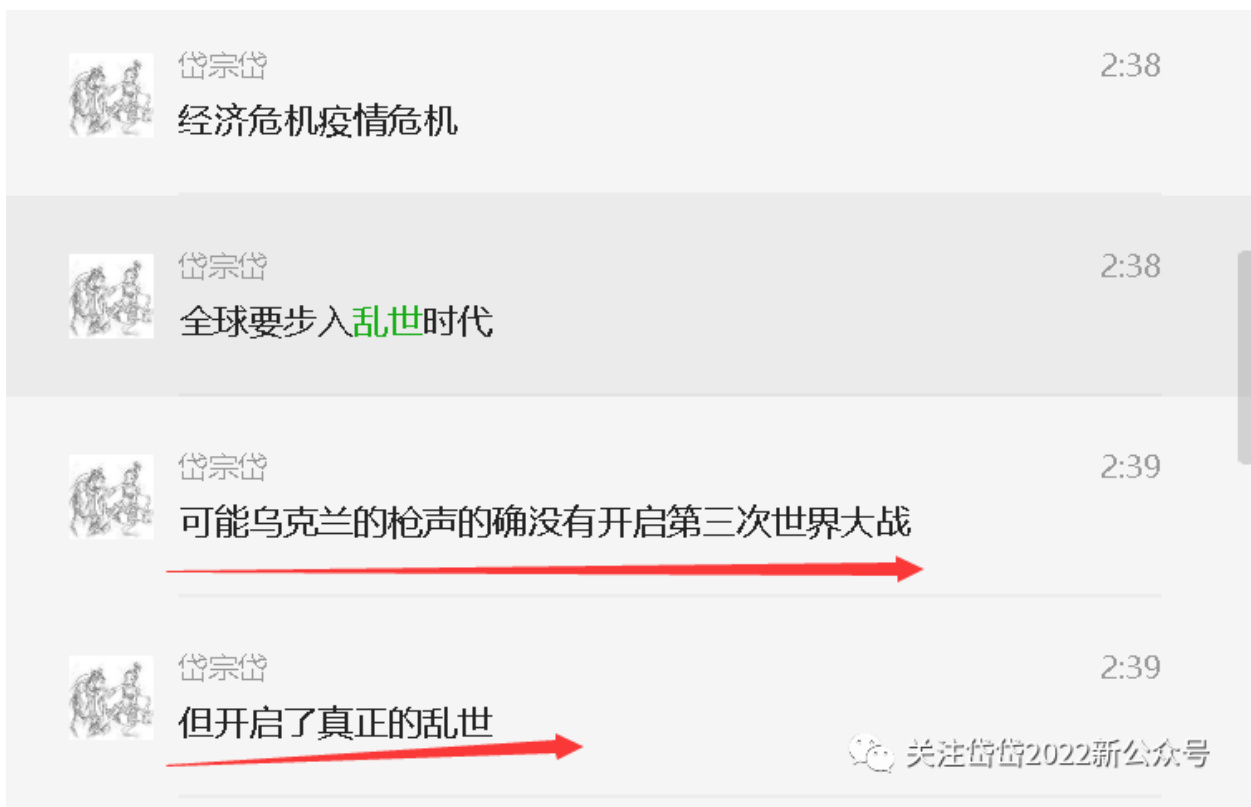 岱宗岱 2:38
经济危机疫情危机
岱宗岱 2:38
全球要步入乱世时代
岱宗岱 2:39
可能乌克兰的枪声的确没有开启第三次世界大战
岱宗岱 2:39
但开启了真正的乱世
关注岱岱2022新公众号